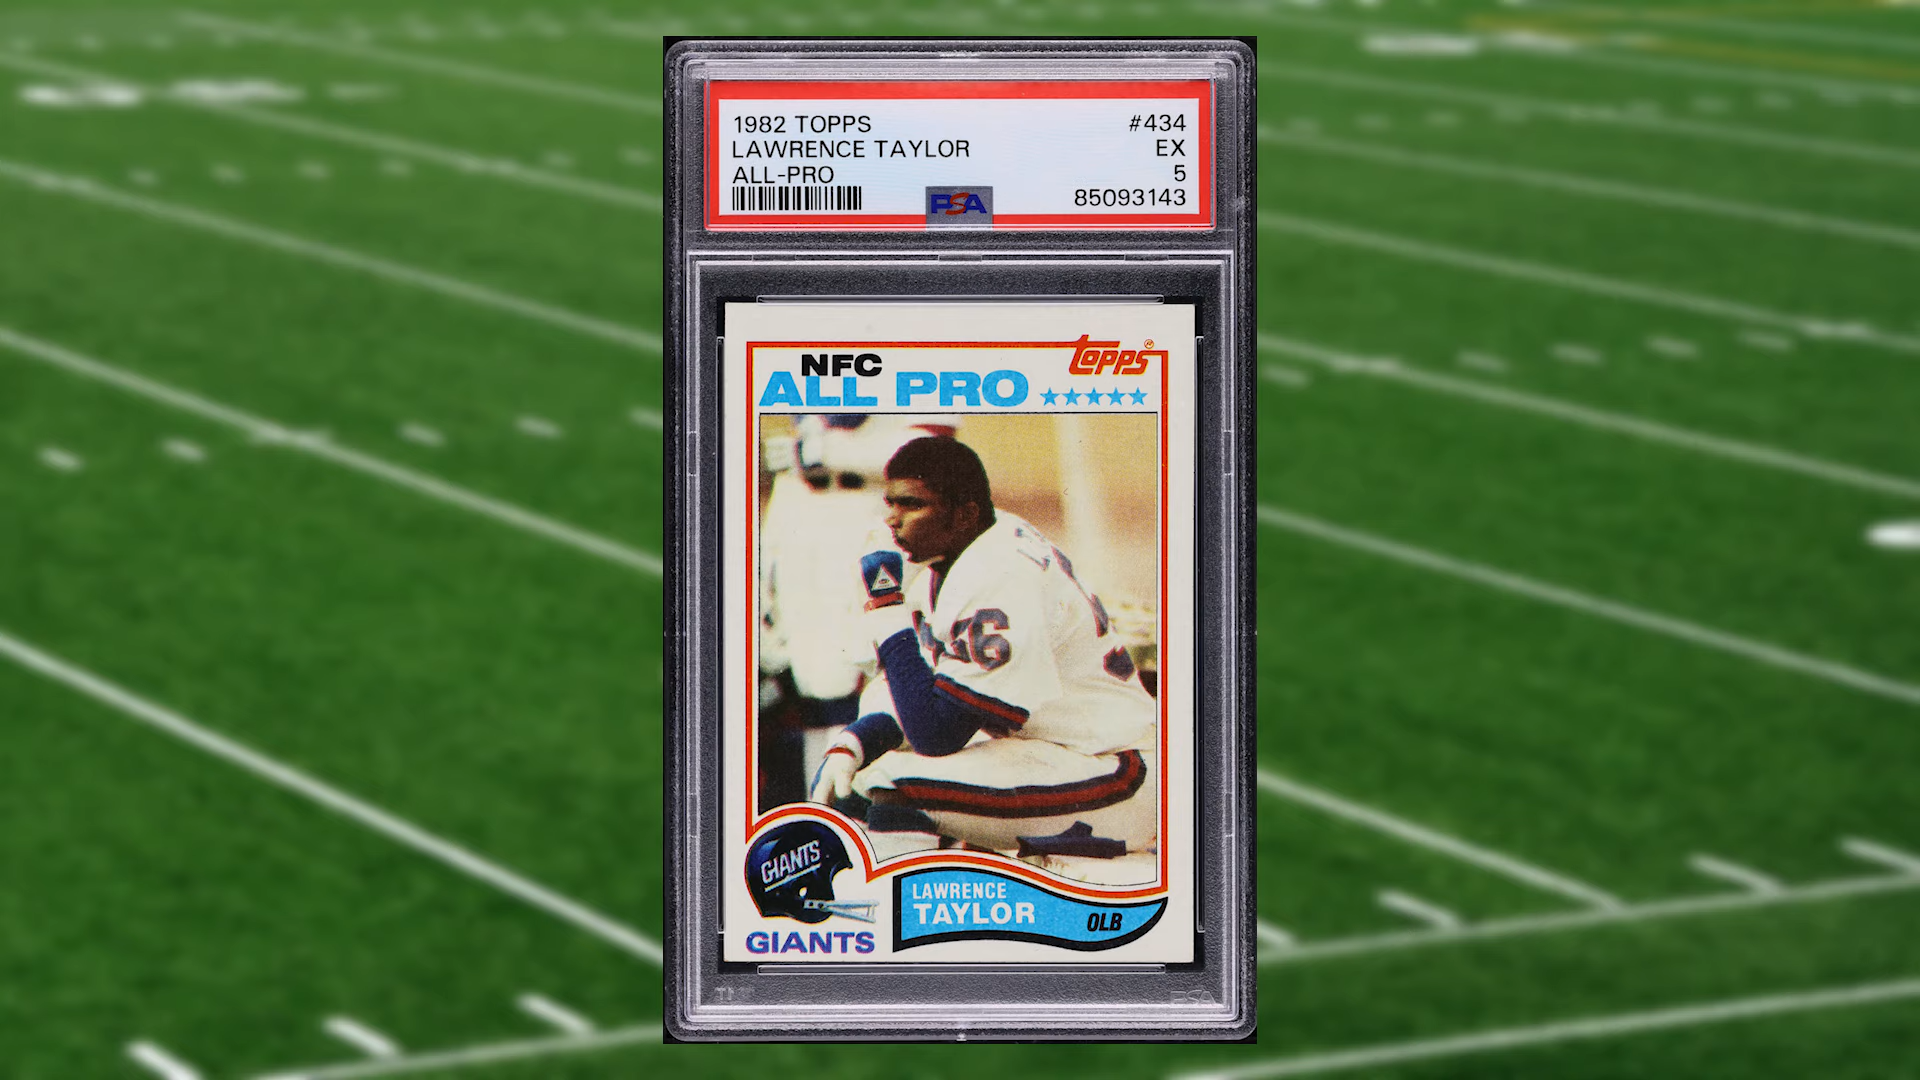 1982 TOPPS #434
LAWRENCE TAYLOR EX
ALL-PRO 5
85093143
PSA
topps
NFC
ALL PRO
56
GIANTS
LAWRENCE
TAYLOR
OLB
GIANTS
PSA